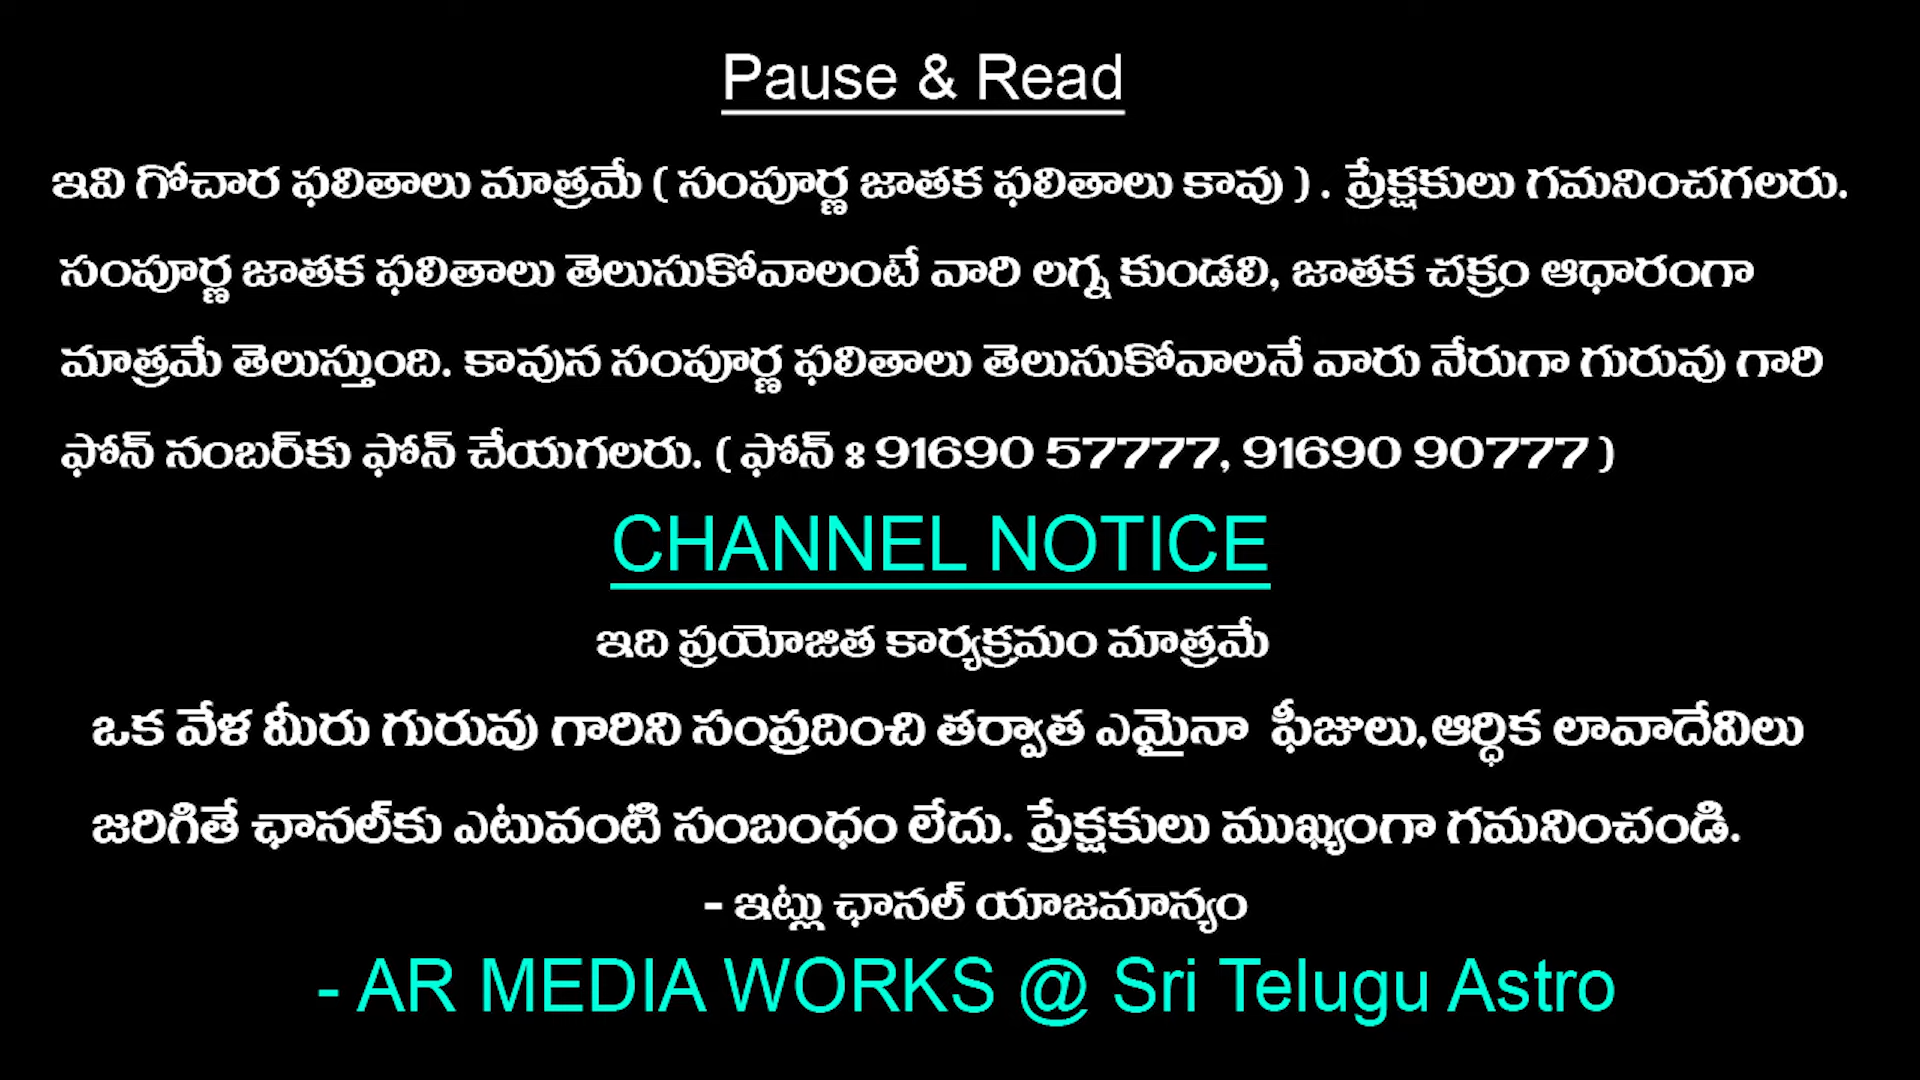 Pause & Read
ఇవి గోచార ఫలితాలు మాత్రమే ( సంపూర్ణ జాతక ఫలితాలు కావు ) . ప్రేక్షకులు గమనించగలరు.
సంపూర్ణ జాతక ఫలితాలు తెలుసుకోవాలంటే వారి లగ్న కుండలి, జాతక చక్రం ఆధారంగా
మాత్రమే తెలుస్తుంది. కావున సంపూర్ణ ఫలితాలు తెలుసుకోవాలనే వారు నేరుగా గురువు గారి
ఫోన్ నంబర్‌కు ఫోన్ చేయగలరు. ( ఫోన్ ః 91690 57777, 91690 90777 )
CHANNEL NOTICE
ఇది ప్రయోజిత కార్యక్రమం మాత్రమే
ఒక వేళ మీరు గురువు గారిని సంప్రదించి తర్వాత ఎమైనా ఫీజులు,ఆర్ధిక లావాదేవిలు
జరిగితే ఛానల్‌కు ఎటువంటి సంబంధం లేదు. ప్రేక్షకులు ముఖ్యంగా గమనించండి.
- ఇట్లు ఛానల్ యాజమాన్యం
- AR MEDIA WORKS @ Sri Telugu Astro